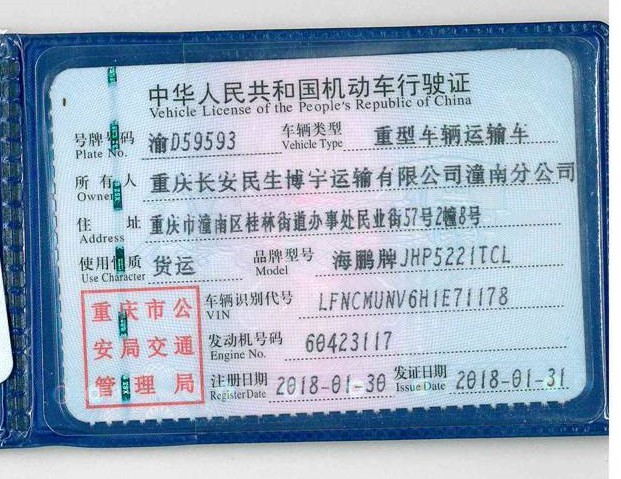 中华人民共和国机动车行驶证
Vehicle License of the People's Republic of China
号牌号码 渝D59593 车辆类型 重型车辆运输车
Plate No. Vehicle Type
所有人 重庆长安民生博宇运输有限公司潼南分公司
Owner
住址 重庆市潼南区桂林街道办事处民业街57号2幢8号
Address
使用性质 货运 品牌型号 海鹏牌JHP5221TCL
Use Character Model
重庆市公
安局交通
管理局
车辆识别代号 LFNCMUNV6H1E71178
VIN
发动机号码 60423117
Engine No.
注册日期 2018-01-30 发证日期 2018-01-31
Register Date Issue Date